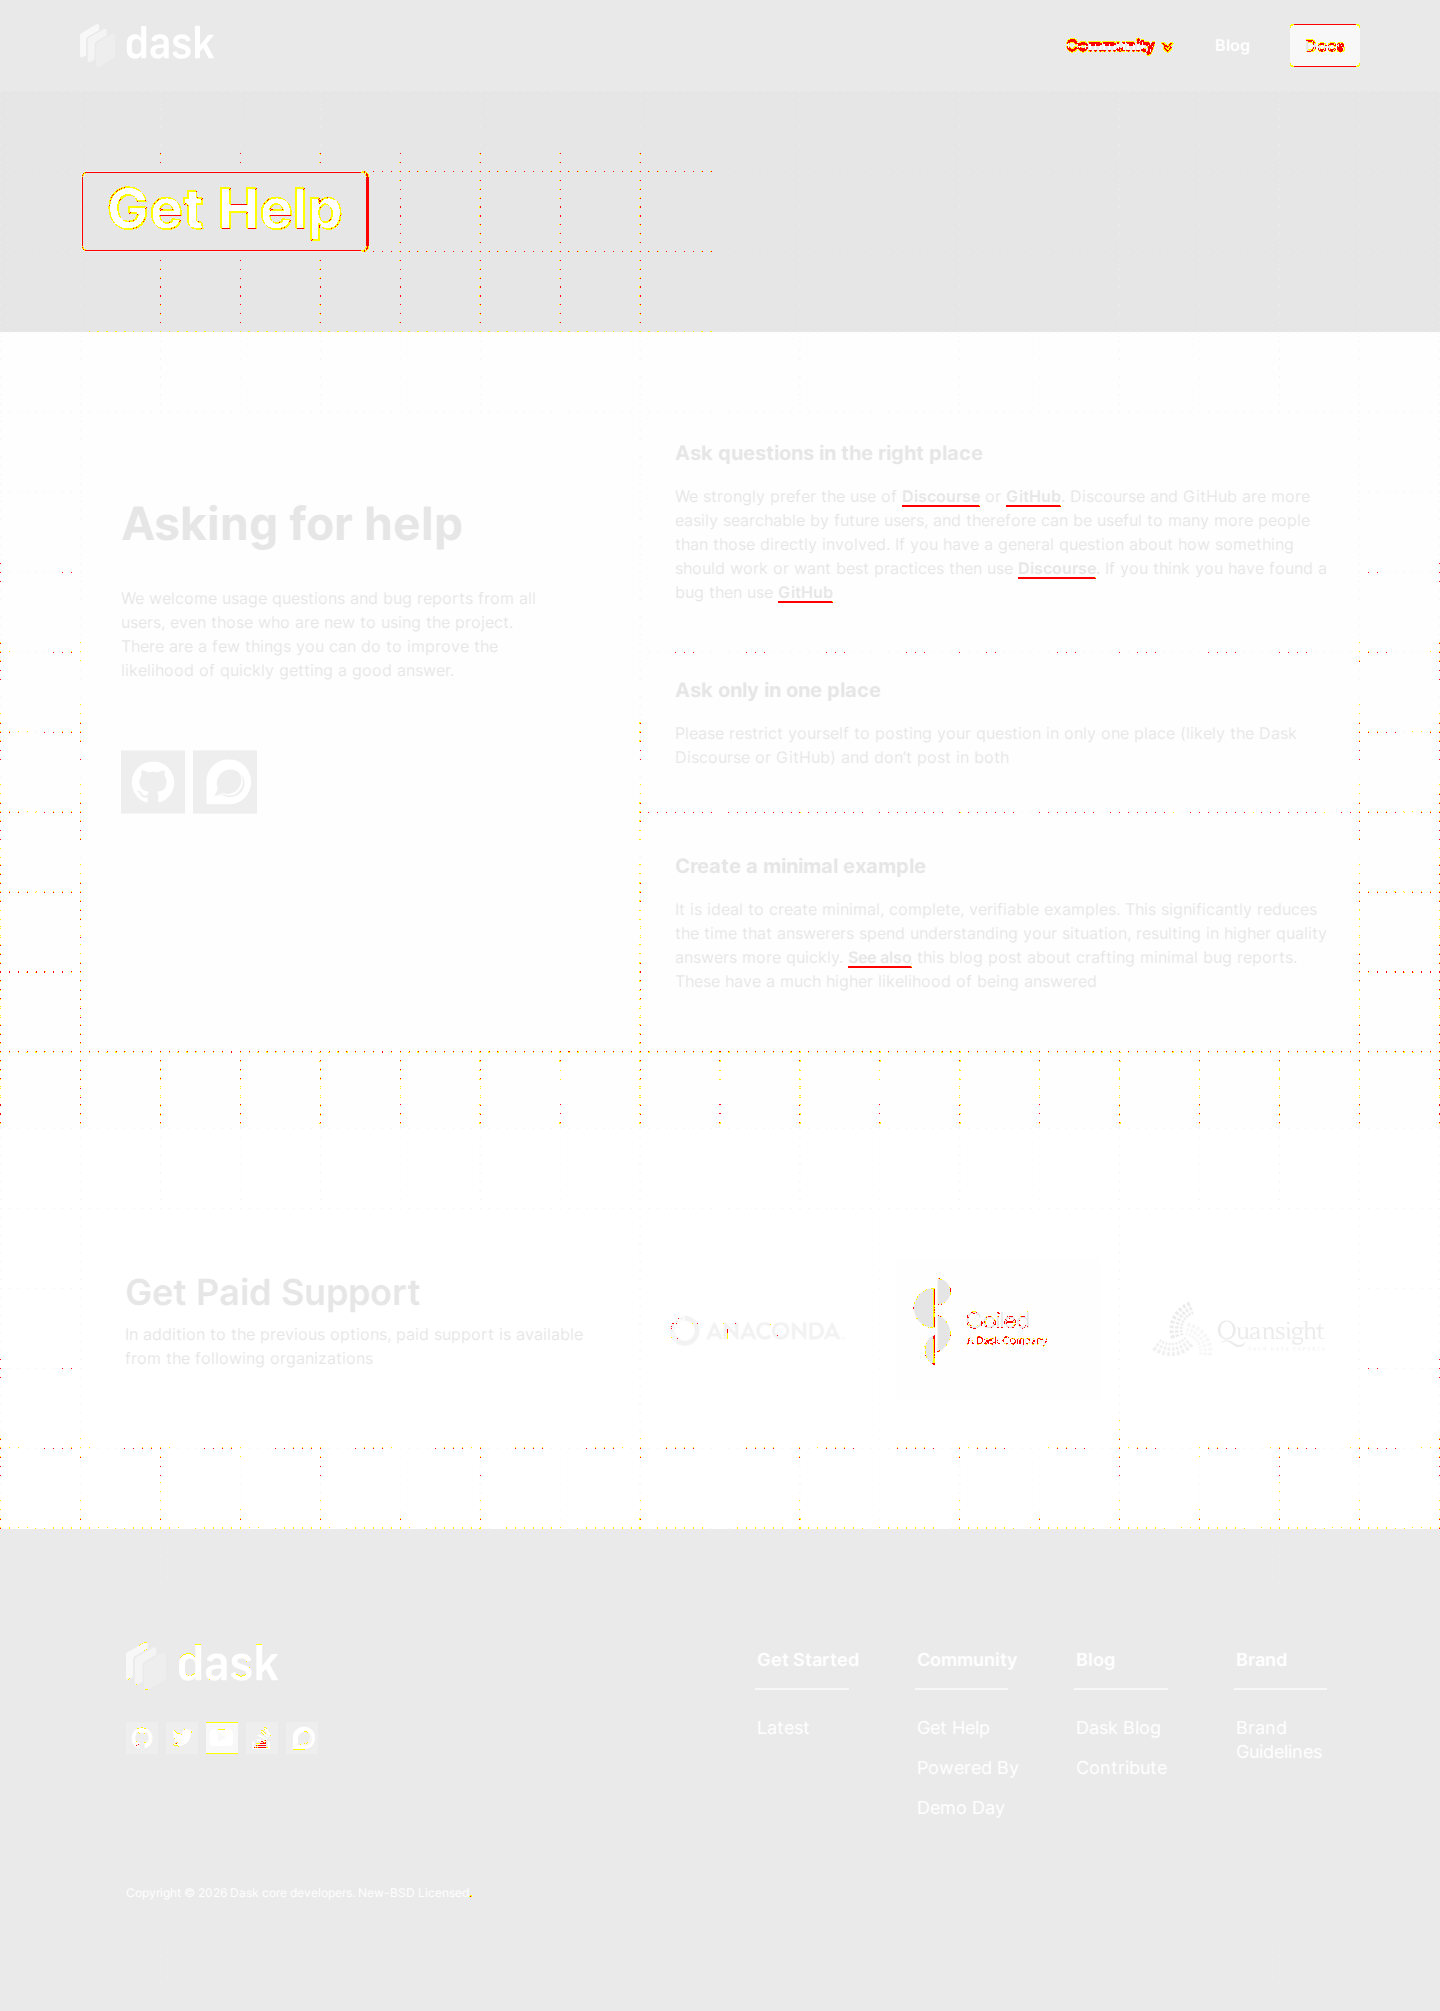 dask
Community
Blog
Docs
Get Help
Asking for help
We welcome usage questions and bug reports from all
users, even those who are new to using the project.
There are a few things you can do to improve the
likelihood of quickly getting a good answer.
Ask questions in the right place
We strongly prefer the use of Discourse or GitHub. Discourse and GitHub are more
easily searchable by future users, and therefore can be useful to many more people
than those directly involved. If you have a general question about how something
should work or want best practices then use Discourse. If you think you have found a
bug then use GitHub
Ask only in one place
Please restrict yourself to posting your question in only one place (likely the Dask
Discourse or GitHub) and don't post in both
Create a minimal example
It is ideal to create minimal, complete, verifiable examples. This significantly reduces
the time that answerers spend understanding your situation, resulting in higher quality
answers more quickly. See also this blog post about crafting minimal bug reports.
These have a much higher likelihood of being answered
Get Paid Support
In addition to the previous options, paid support is available
from the following organizations
ANACONDA.
Coiled
A Dask Company
Quansight
dask
Get Started
Latest
Community
Get Help
Powered By
Demo Day
Blog
Dask Blog
Contribute
Brand
Brand
Guidelines
Copyright © 2026 Dask core developers. New-BSD Licensed.